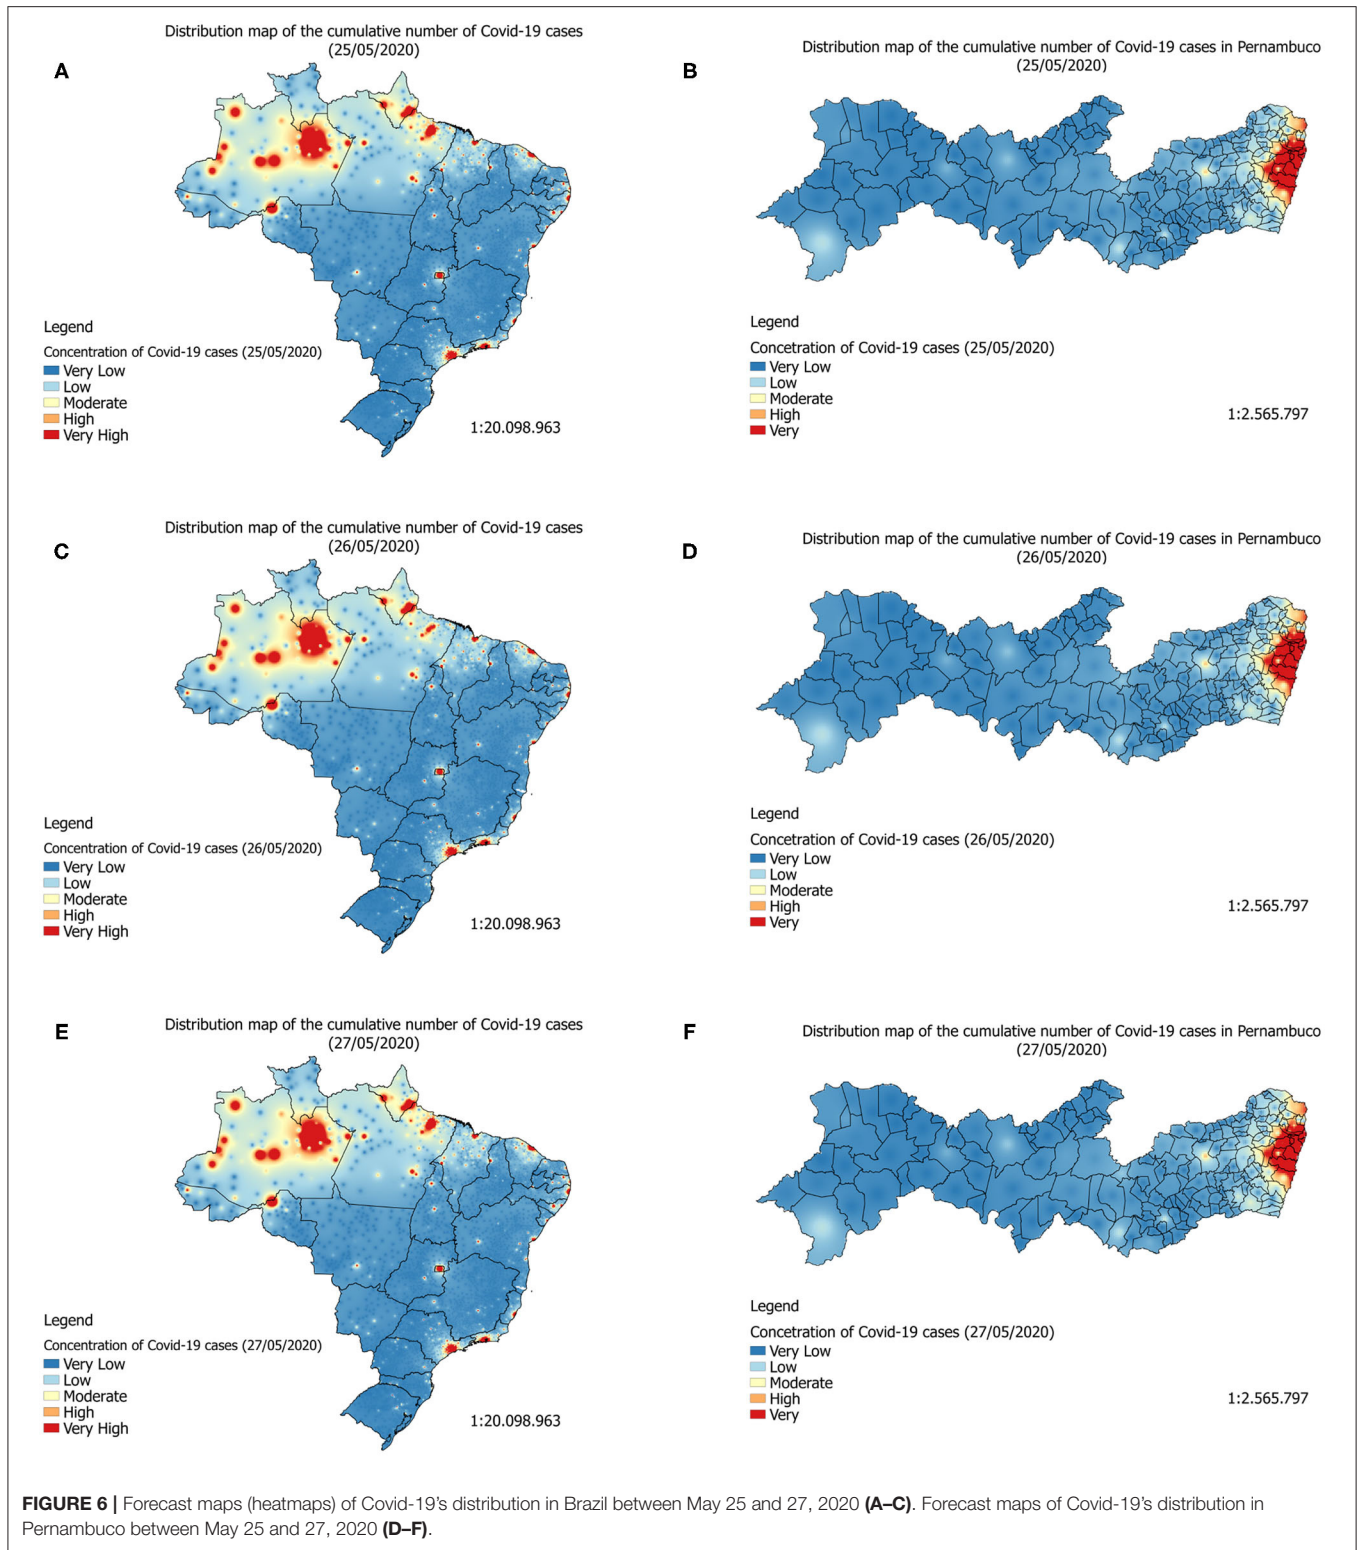 Distribution map of the cumulative number of Covid-19 cases
(25/05/2020)
A
Legend
Concentration of Covid-19 cases (25/05/2020)
Very Low
Low
Moderate
High
Very High
1:20.098.963
Distribution map of the cumulative number of Covid-19 cases in Pernambuco
(25/05/2020)
B
Legend
Concetration of Covid-19 cases (25/05/2020)
Very Low
Low
Moderate
High
Very
1:2.565.797
Distribution map of the cumulative number of Covid-19 cases
(26/05/2020)
C
Legend
Concentration of Covid-19 cases (26/05/2020)
Very Low
Low
Moderate
High
Very High
1:20.098.963
Distribution map of the cumulative number of Covid-19 cases in Pernambuco
(26/05/2020)
D
Legend
Concetration of Covid-19 cases (26/05/2020)
Very Low
Low
Moderate
High
Very
1:2.565.797
Distribution map of the cumulative number of Covid-19 cases
(27/05/2020)
E
Legend
Concentration of Covid-19 cases (27/05/2020)
Very Low
Low
Moderate
High
Very High
1:20.098.963
Distribution map of the cumulative number of Covid-19 cases in Pernambuco
(27/05/2020)
F
Legend
Concetration of Covid-19 cases (27/05/2020)
Very Low
Low
Moderate
High
Very
1:2.565.797
FIGURE 6 | Forecast maps (heatmaps) of Covid-19's distribution in Brazil between May 25 and 27, 2020 (A–C). Forecast maps of Covid-19's distribution in
Pernambuco between May 25 and 27, 2020 (D–F).